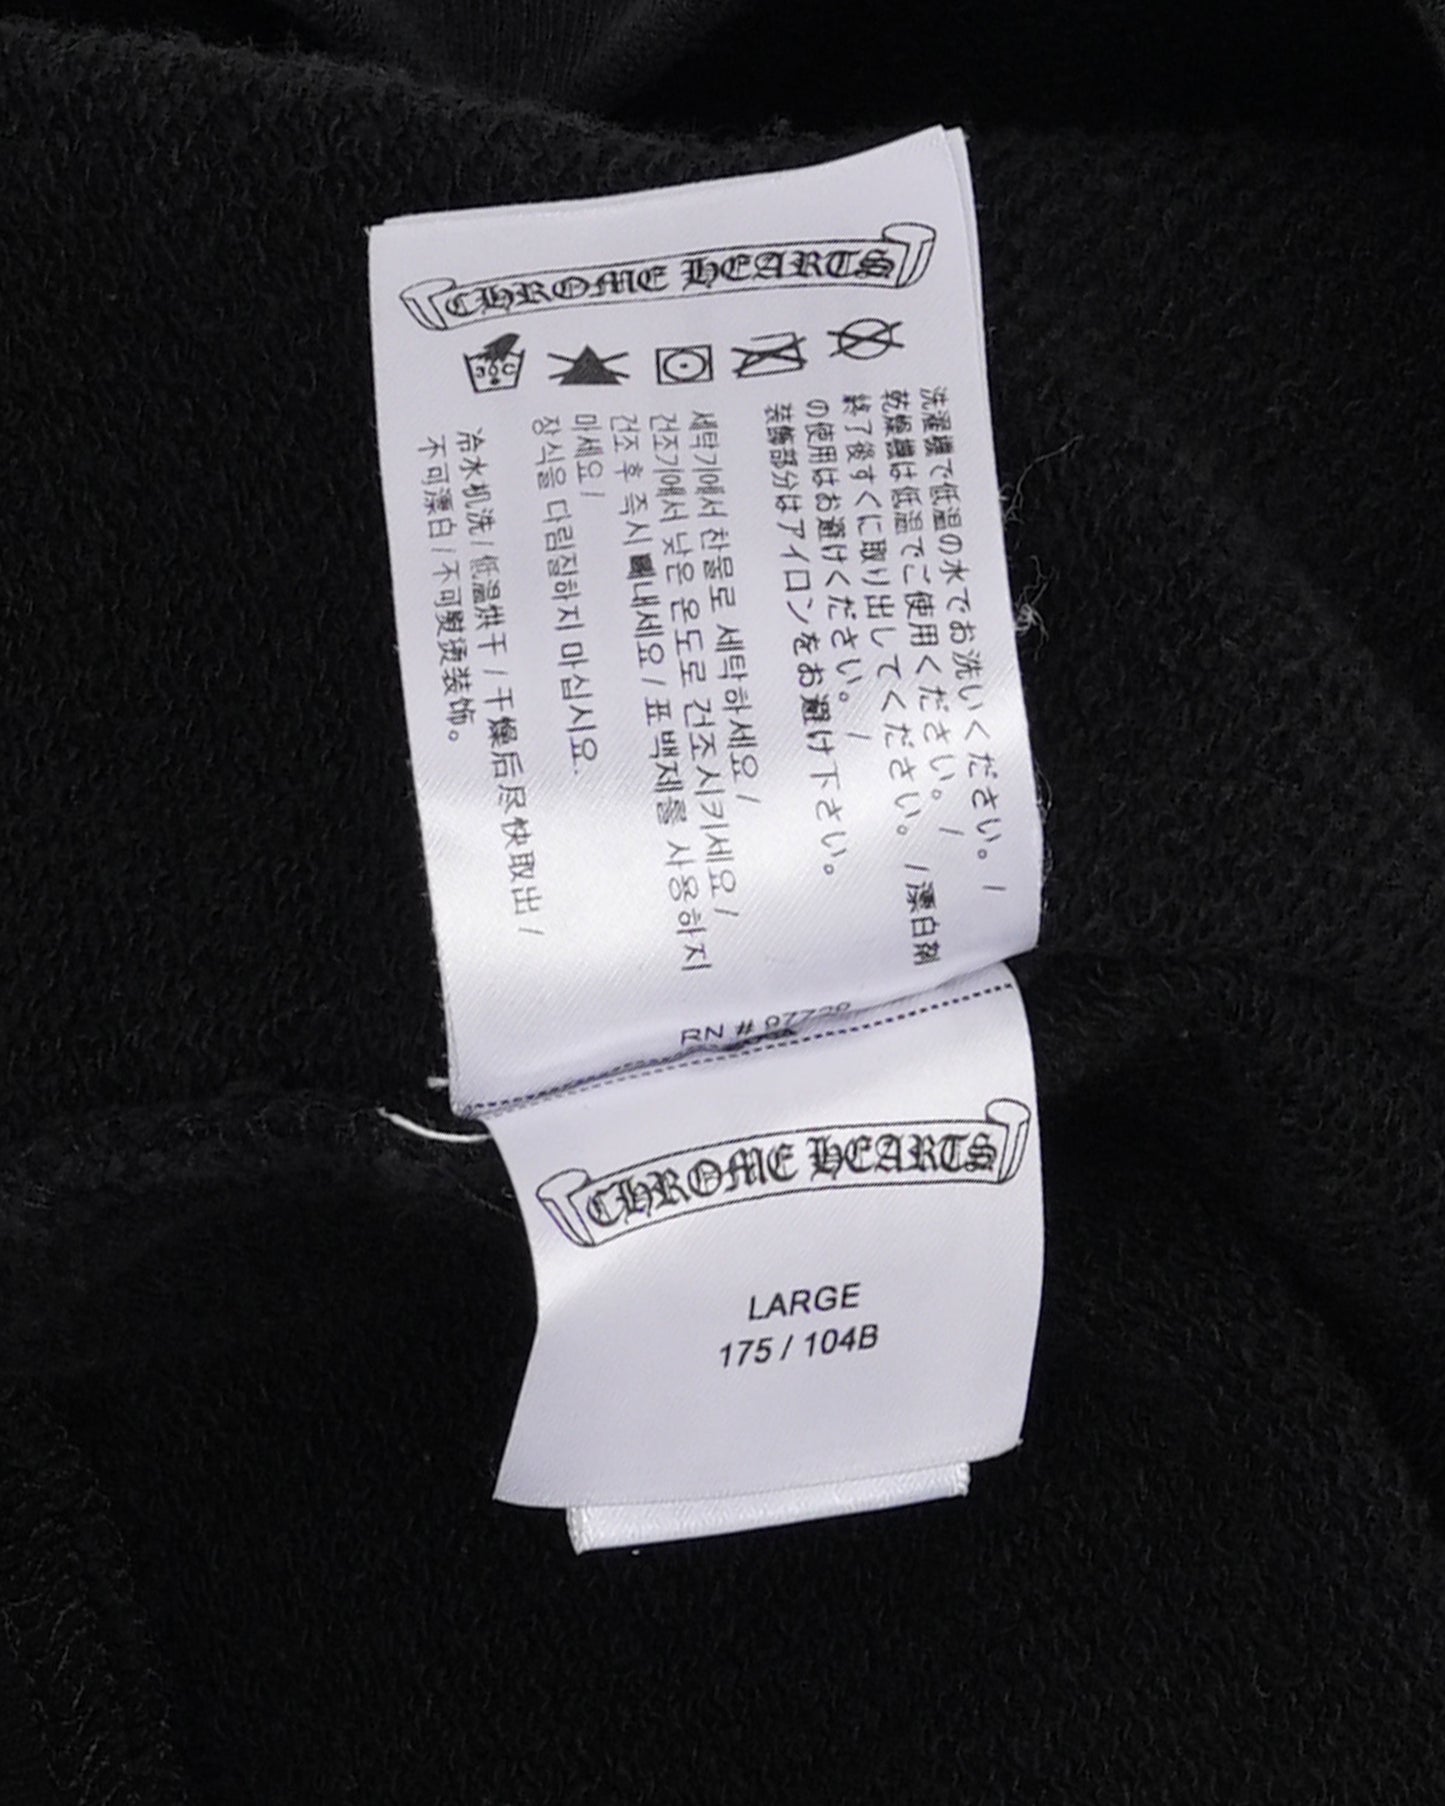 CHROME HEARTS
30C
洗濯機で低温の水でお洗いください。 /
乾燥機は低温でご使用ください。 /
終了後すぐに取り出してください。 / 漂白剤
の使用はお避けください。 /
装飾部分はアイロンをお避け下さい。
세탁기에서 찬물로 세탁하세요 /
건조기에서 낮은 온도로 건조시키세요 /
건조 후 즉시 빼내세요 / 표백제를 사용하지
마세요 /
장식을 다림질하지 마십시요.
冷水机洗 / 低温烘干 / 干燥后尽快取出 /
不可漂白 / 不可熨烫装饰。
RN #
CHROME HEARTS
LARGE
175 / 104B